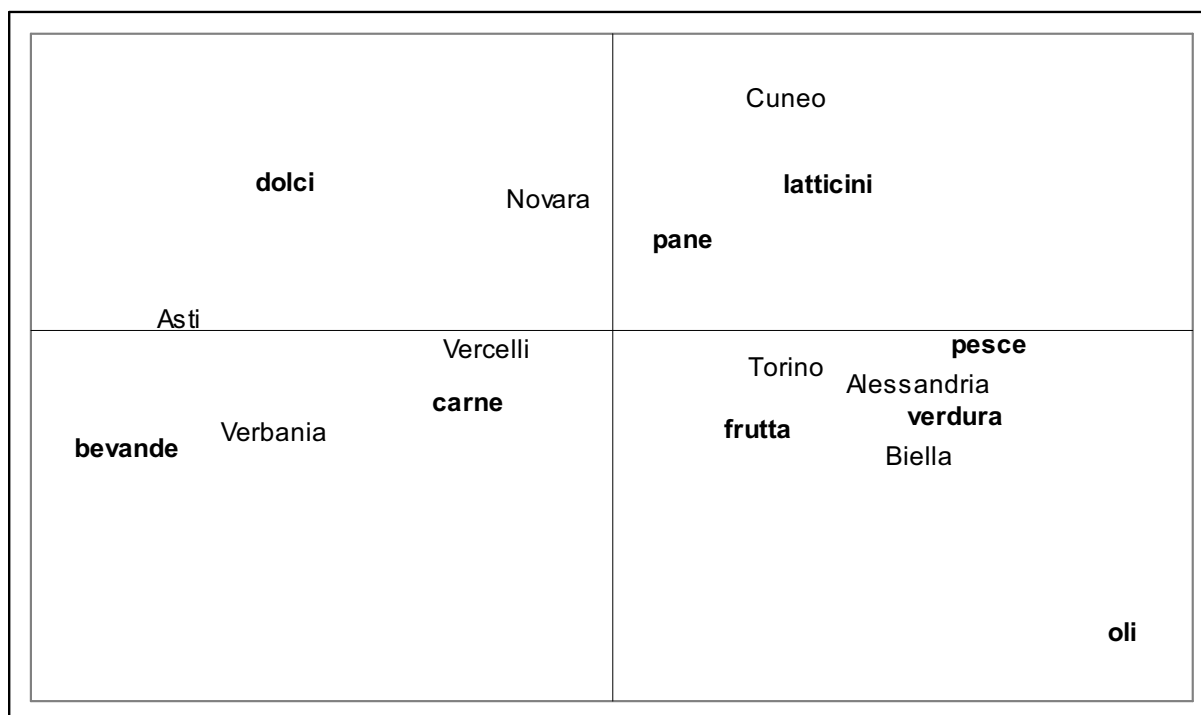 Cuneo
dolci
latticini
Novara
pane
Asti
Vercelli
pesce
Torino
Alessandria
carne
verdura
frutta
Verbania
bevande
Biella
oli